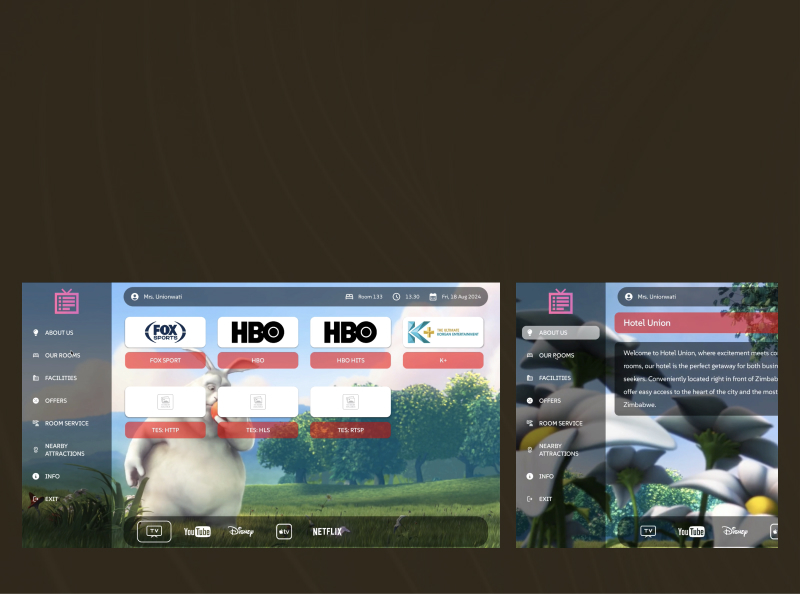 Mrs. Unionwati
Room 133
13.30
Fri, 18 Aug 2024
ABOUT US
OUR ROOMS
FACILITIES
OFFERS
ROOM SERVICE
NEARBY
ATTRACTIONS
INFO
EXIT
FOX
SPORTS
HBO
HBO
K+
THE ULTIMATE
KOREAN ENTERTAINMENT
FOX SPORT
HBO
HBO HITS
K+
TES: HTTP
TES: HLS
TES: RTSP
TV
YouTube
Disney
tv
NETFLIX
Mrs. Unionwati
ABOUT US
OUR ROOMS
FACILITIES
OFFERS
ROOM SERVICE
NEARBY
ATTRACTIONS
INFO
EXIT
Hotel Union
Welcome to Hotel Union, where excitement meets co
rooms, our hotel is the perfect getaway for both busin
seekers. Conveniently located right in front of Zimbab
offer easy access to the heart of the city and the most
Zimbabwe.
TV
YouTube
Disney